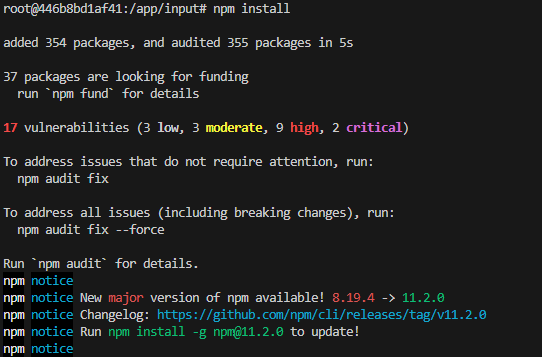 root@446b8bd1af41:/app/input# npm install
added 354 packages, and audited 355 packages in 5s
37 packages are looking for funding
  run `npm fund` for details
17 vulnerabilities (3 low, 3 moderate, 9 high, 2 critical)
To address issues that do not require attention, run:
  npm audit fix
To address all issues (including breaking changes), run:
  npm audit fix --force
Run `npm audit` for details.
npm notice
npm notice New major version of npm available! 8.19.4 -> 11.2.0
npm notice Changelog: https://github.com/npm/cli/releases/tag/v11.2.0
npm notice Run npm install -g npm@11.2.0 to update!
npm notice